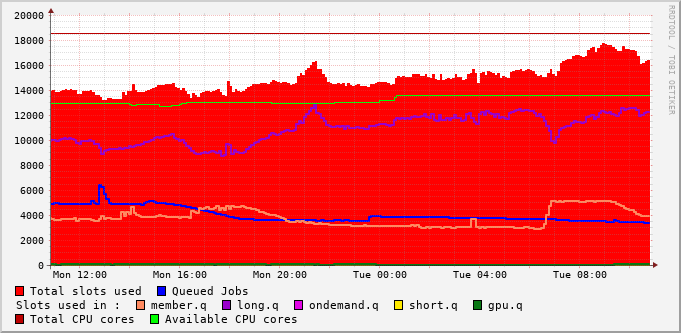 RRDTOOL / TOBI OETIKER
20000
18000
16000
14000
12000
10000
8000
6000
4000
2000
0
Mon 12:00 Mon 16:00 Mon 20:00 Tue 00:00 Tue 04:00 Tue 08:00
Total slots used Queued Jobs
Slots used in : member.q long.q ondemand.q short.q gpu.q
Total CPU cores Available CPU cores